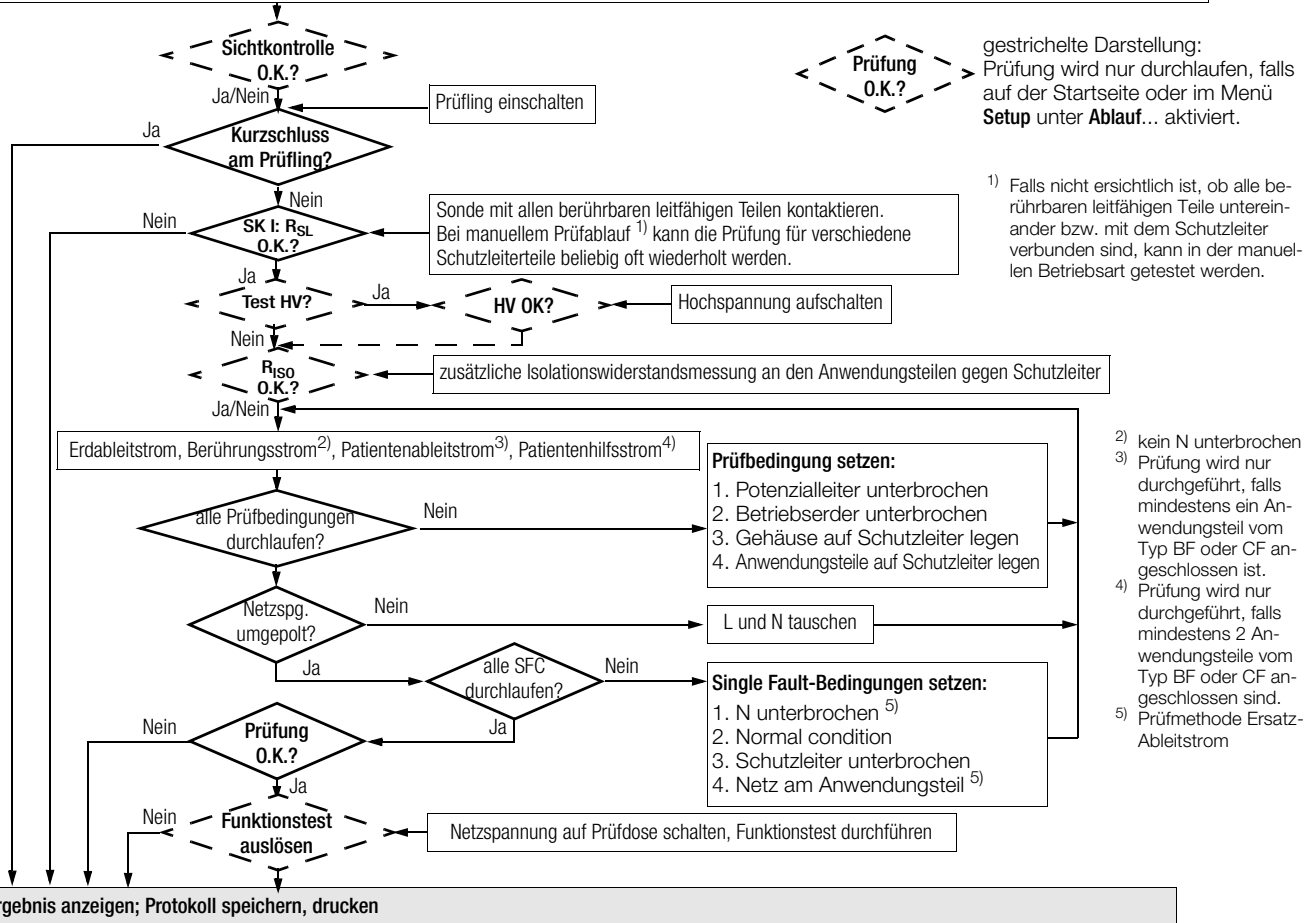 Sichtkontrolle
O.K.?
Ja/Nein
Prüfling einschalten
Prüfung
O.K.?
gestrichelte Darstellung:
Prüfung wird nur durchlaufen, falls
auf der Startseite oder im Menü
Setup unter Ablauf... aktiviert.
Ja
Kurzschluss
am Prüfling?
Nein
1) Falls nicht ersichtlich ist, ob alle be-
rührbaren leitfähigen Teile unterein-
ander bzw. mit dem Schutzleiter
verbunden sind, kann in der manuel-
len Betriebsart getestet werden.
Nein
SK I: RSL
O.K.?
Sonde mit allen berührbaren leitfähigen Teilen kontaktieren.
Bei manuellem Prüfablauf 1) kann die Prüfung für verschiedene
Schutzleiterteile beliebig oft wiederholt werden.
Ja
Test HV?
Ja
HV OK?
Hochspannung aufschalten
Nein
RISO
O.K.?
zusätzliche Isolationswiderstandsmessung an den Anwendungsteilen gegen Schutzleiter
Ja/Nein
Erdableitstrom, Berührungsstrom2), Patientenableitstrom3), Patientenhilfsstrom4)
alle Prüfbedingungen
durchlaufen?
Nein
Prüfbedingung setzen:
1. Potenzialleiter unterbrochen
2. Betriebserder unterbrochen
3. Gehäuse auf Schutzleiter legen
4. Anwendungsteile auf Schutzleiter legen
2) kein N unterbrochen
3) Prüfung wird nur
durchgeführt, falls
mindestens ein An-
wendungsteil vom
Typ BF oder CF an-
geschlossen ist.
4) Prüfung wird nur
durchgeführt, falls
mindestens 2 An-
wendungsteile vom
Typ BF oder CF an-
geschlossen sind.
5) Prüfmethode Ersatz-
Ableitstrom
Netzspg.
umgepolt?
Nein
L und N tauschen
Ja
alle SFC
durchlaufen?
Nein
Single Fault-Bedingungen setzen:
1. N unterbrochen 5)
2. Normal condition
3. Schutzleiter unterbrochen
4. Netz am Anwendungsteil 5)
Ja
Nein
Prüfung
O.K.?
Ja
Nein
Funktionstest
auslösen
Netzspannung auf Prüfdose schalten, Funktionstest durchführen
rgebnis anzeigen; Protokoll speichern, drucken